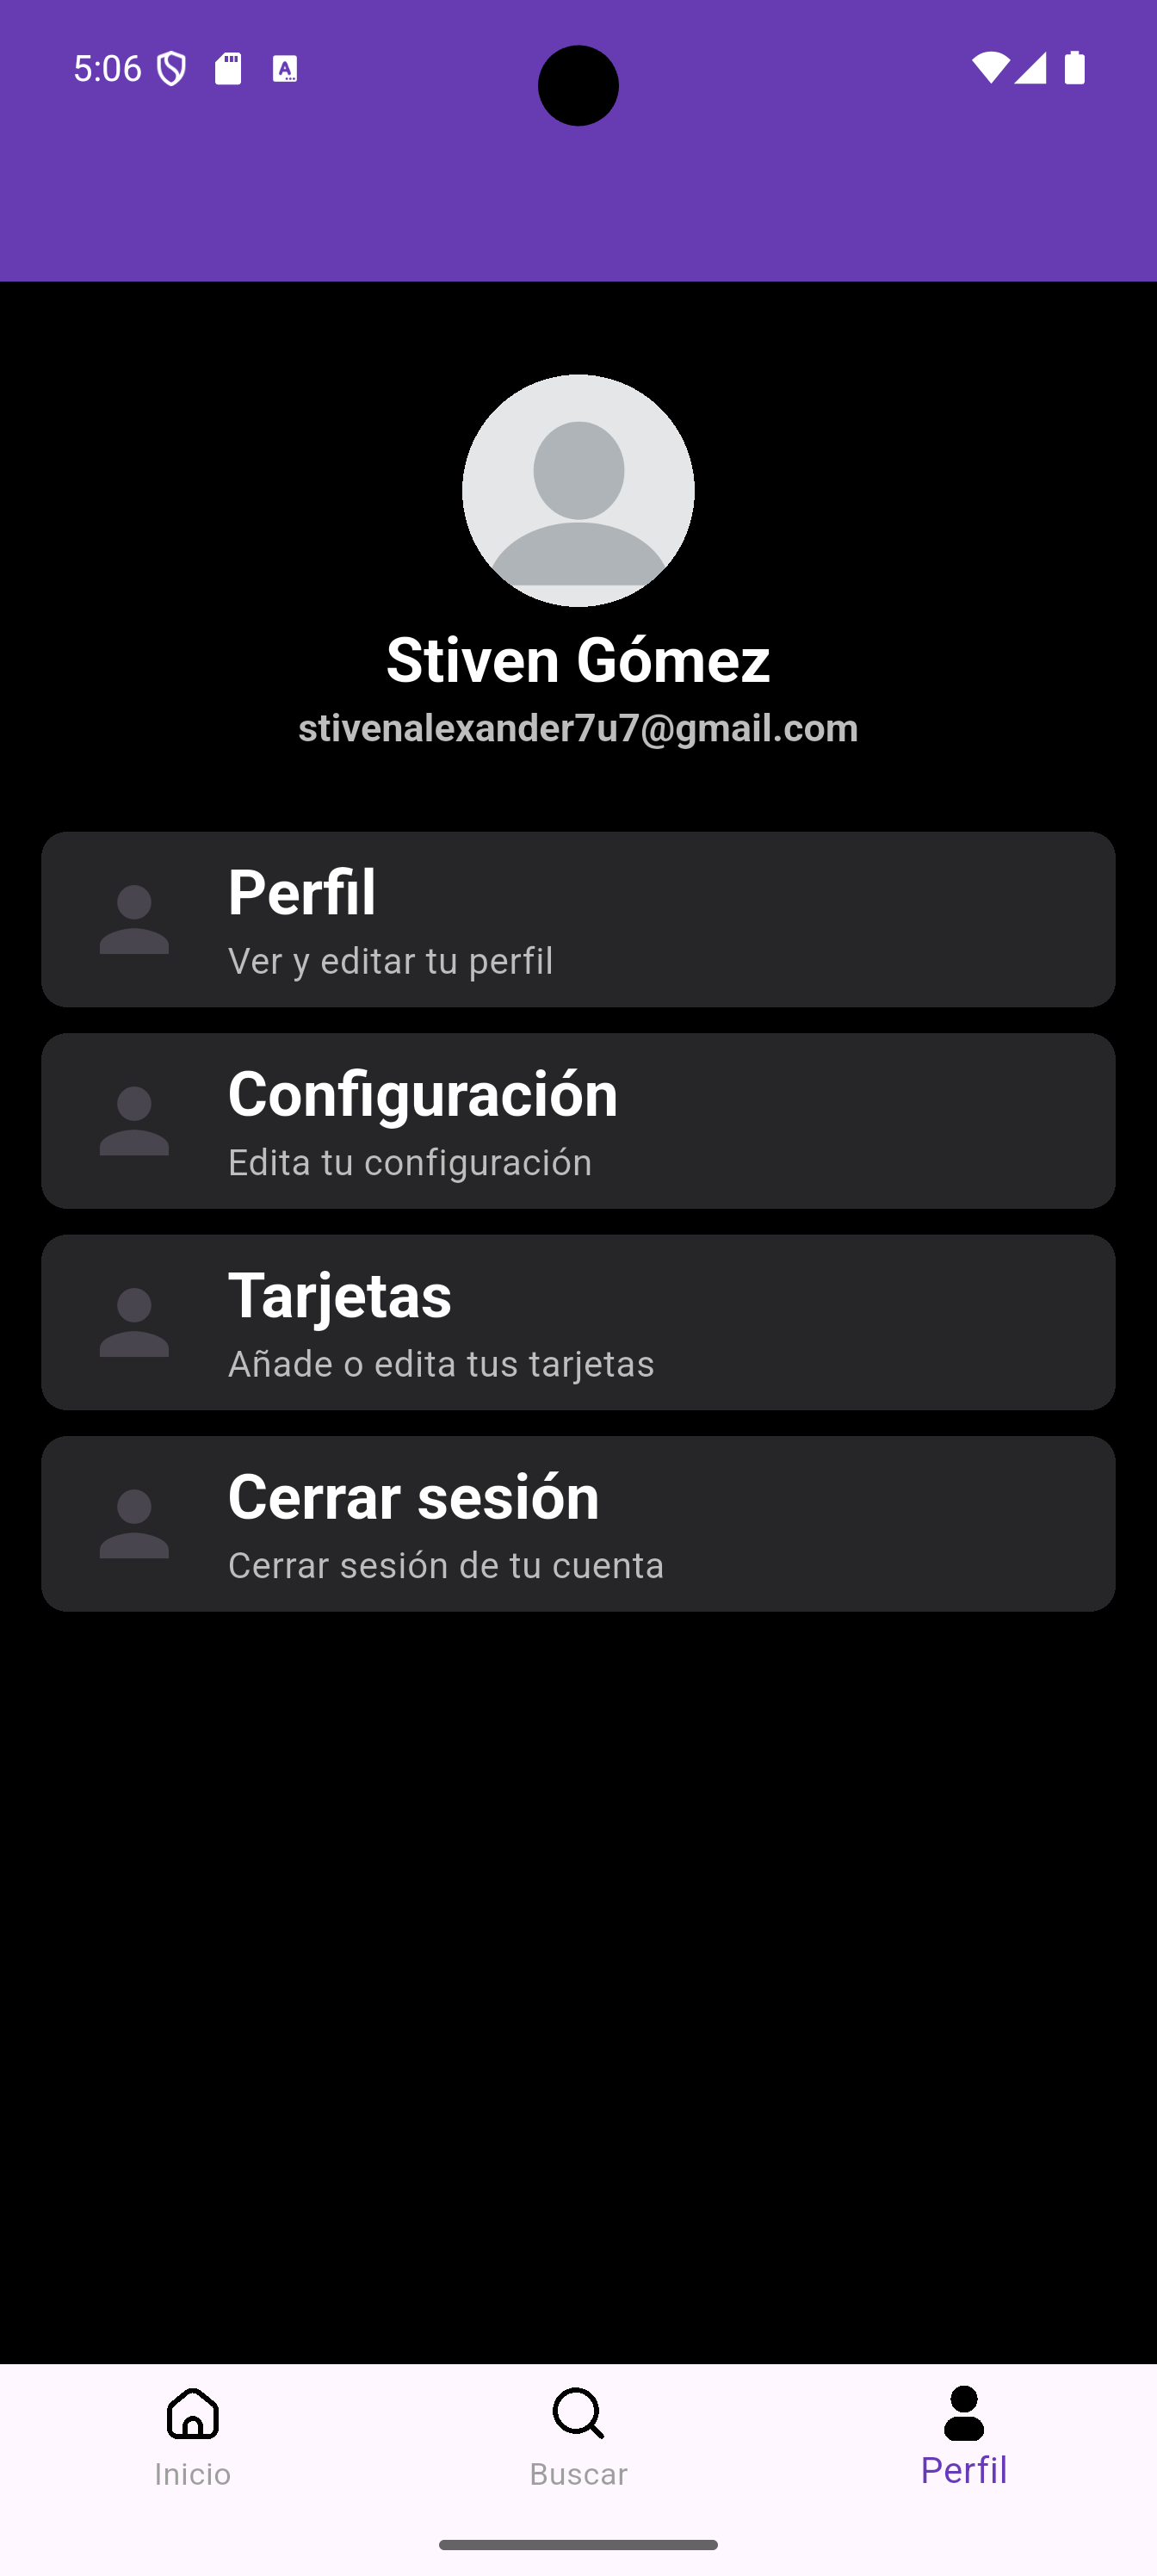 5:06
Stiven Gómez
stivenalexander7u7@gmail.com
Perfil
Ver y editar tu perfil
Configuración
Edita tu configuración
Tarjetas
Añade o edita tus tarjetas
Cerrar sesión
Cerrar sesión de tu cuenta
Inicio
Buscar
Perfil